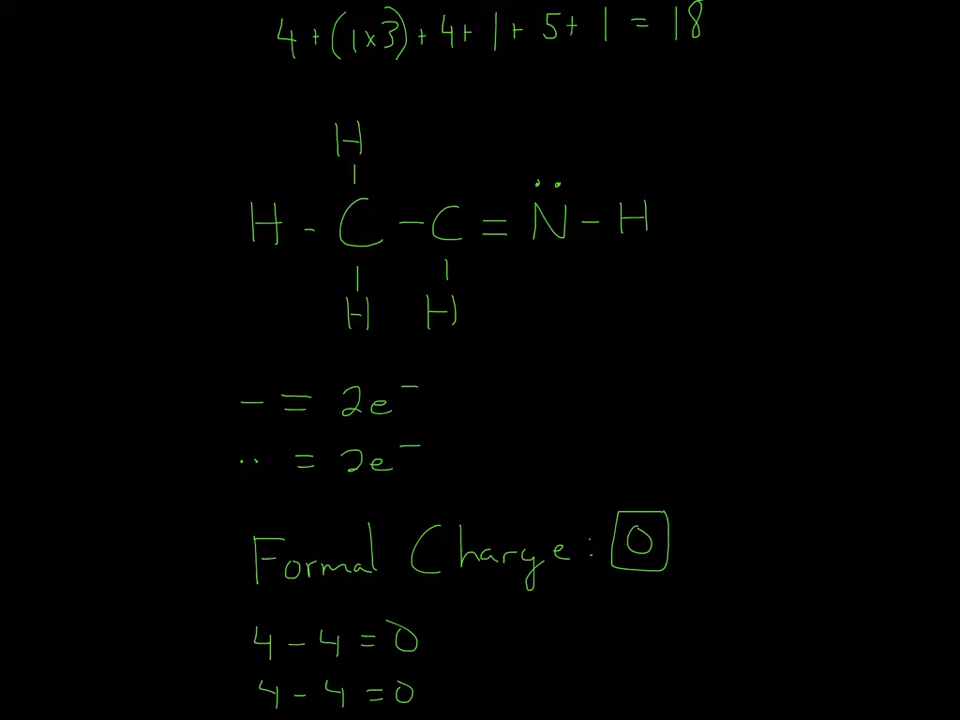 4 + (1x3) + 4 + 1 + 5 + 1 = 18
H
H - C - C = N̈ - H
H H
- = 2e⁻
.. = 2e⁻
Formal Charge: 0
4 - 4 = 0
4 - 4 = 0